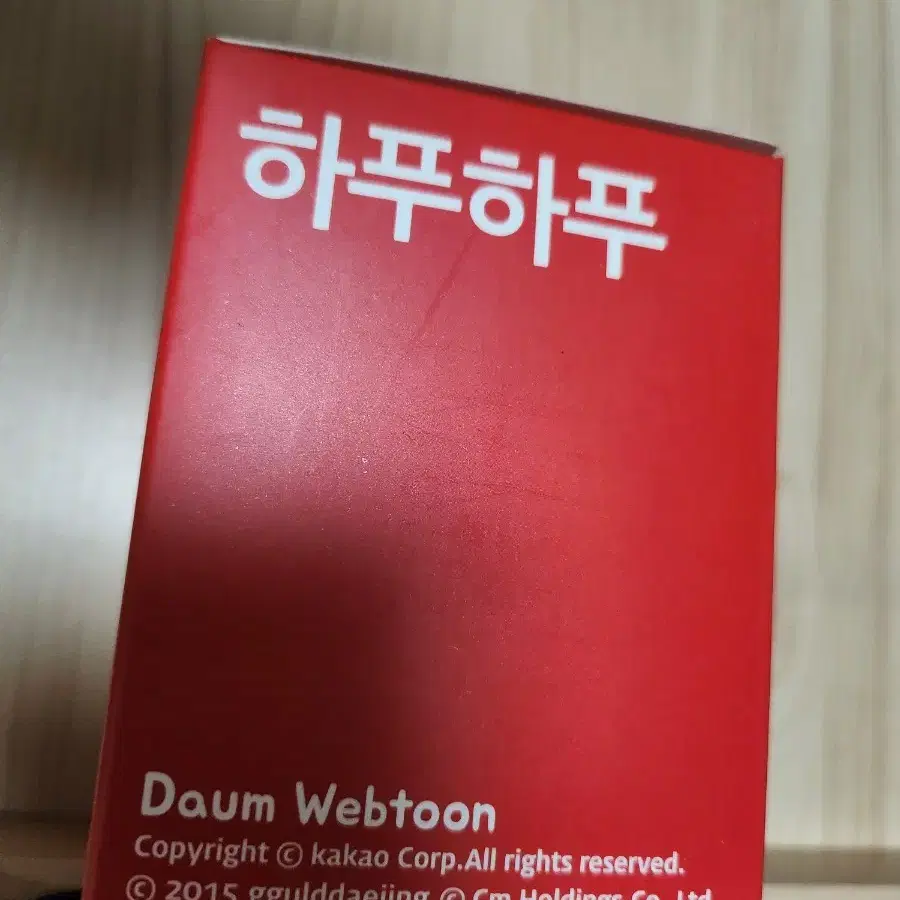 하푸하푸
Daum Webtoon
Copyright ⓒ kakao Corp.All rights reserved.
ⓒ 2015 ggulddaejing ⓒ Cm Holdings Co.,Ltd